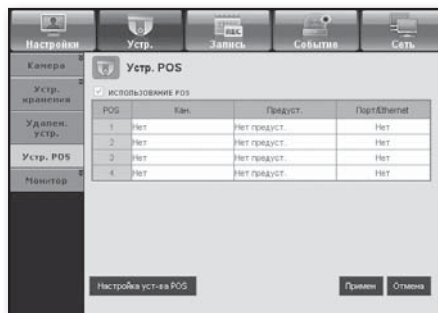 Настройки Устр. Запись Событие Сеть
REC
Камера
Устр. хранения
Удален. устр.
Устр. POS
Монитор
Устр. POS
ИСПОЛЬЗОВАНИЕ POS
POS Кан. Предуст. Порт/Ethernet
1 Нет Нет предуст. Нет
2 Нет Нет предуст. Нет
3 Нет Нет предуст. Нет
4 Нет Нет предуст. Нет
Настройка уст-ва POS Примен Отмена